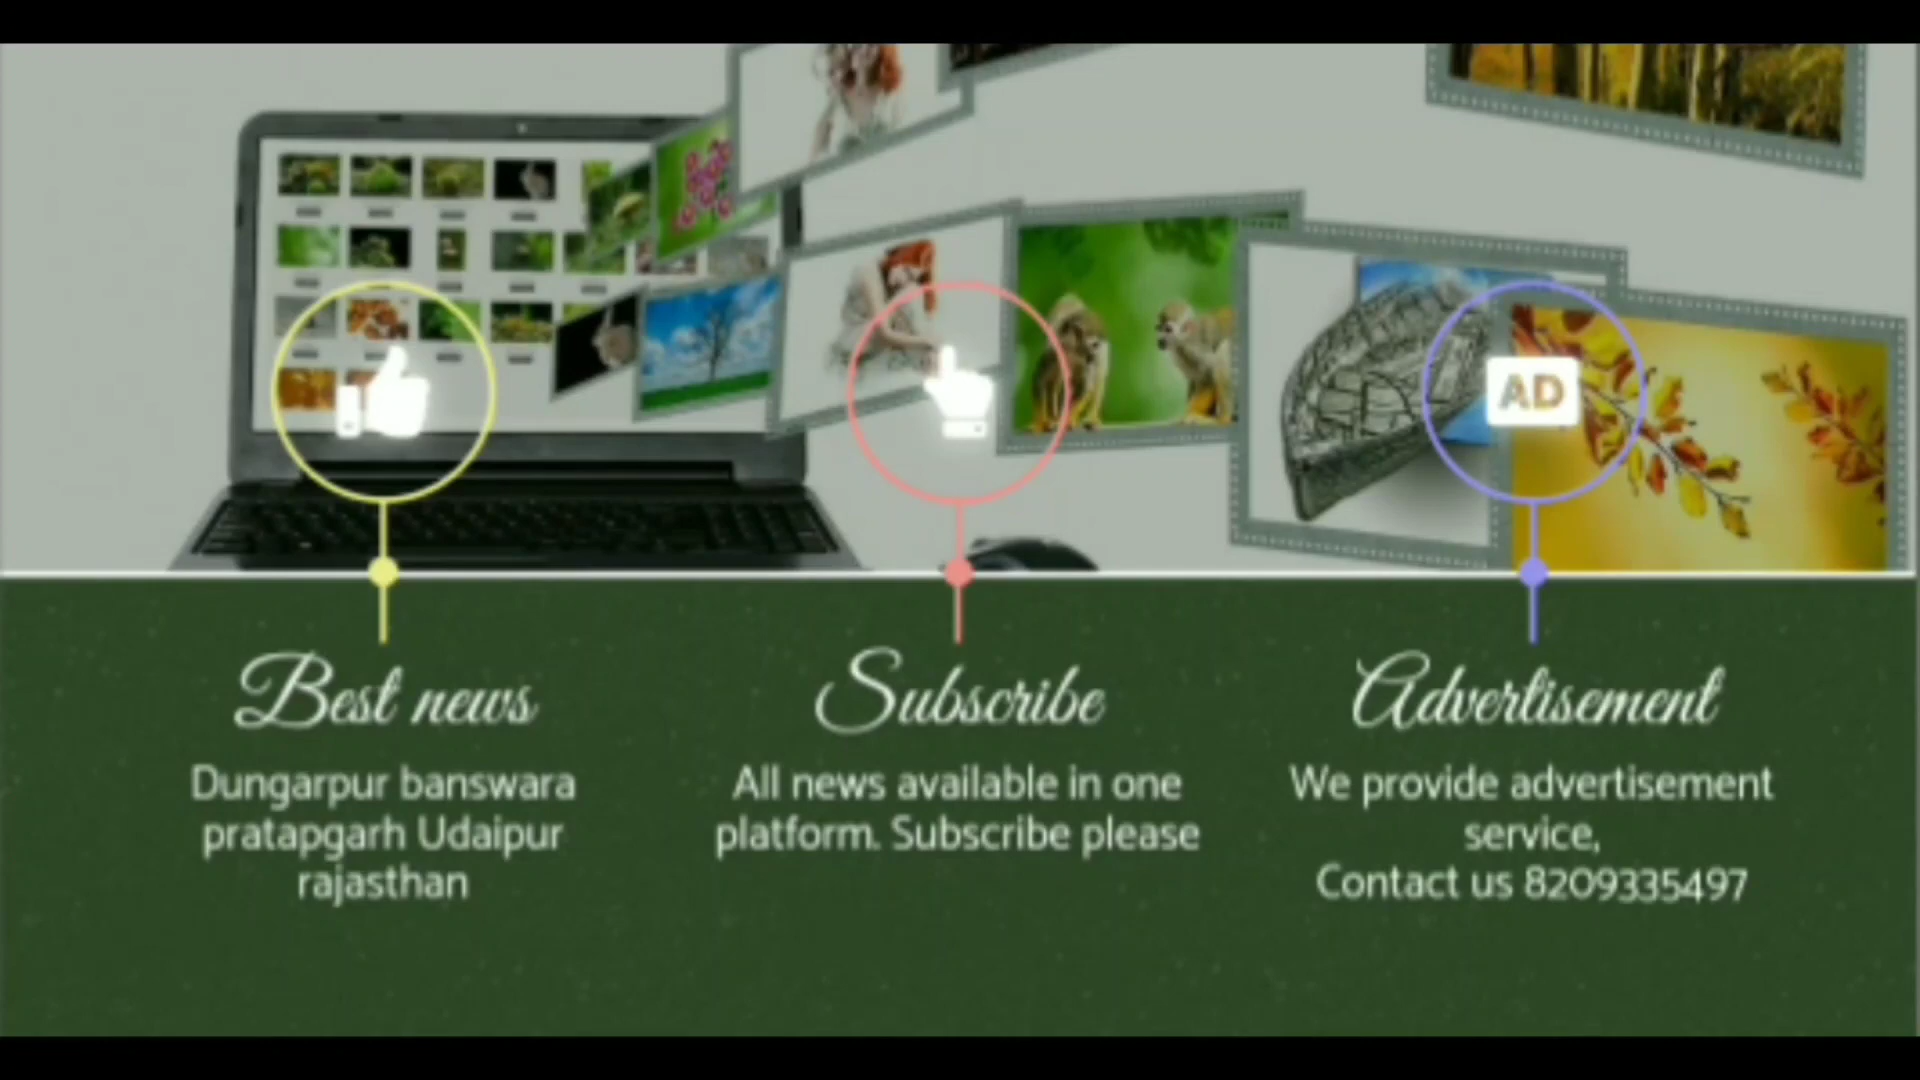 AD
Best news
Dungarpur banswara
pratapgarh Udaipur
rajasthan
Subscribe
All news available in one
platform. Subscribe please
Advertisement
We provide advertisement
service,
Contact us 8209335497